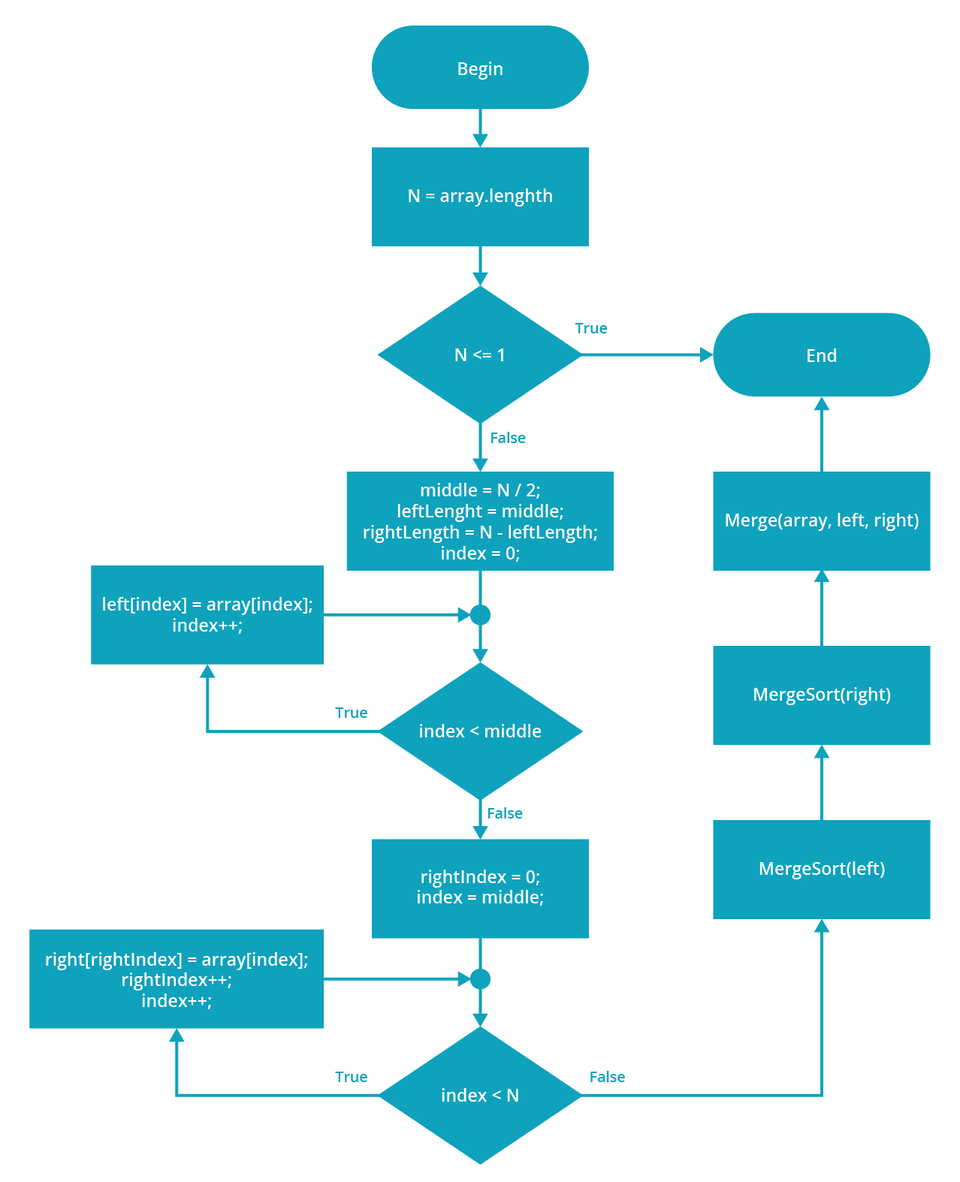 Begin
N = array.lenghth
N <= 1
True
End
False
middle = N / 2;
leftLenght = middle;
rightLength = N - leftLength;
index = 0;
Merge(array, left, right)
left[index] = array[index];
index++;
MergeSort(right)
True
index < middle
False
MergeSort(left)
rightIndex = 0;
index = middle;
right[rightIndex] = array[index];
rightIndex++;
index++;
True
index < N
False